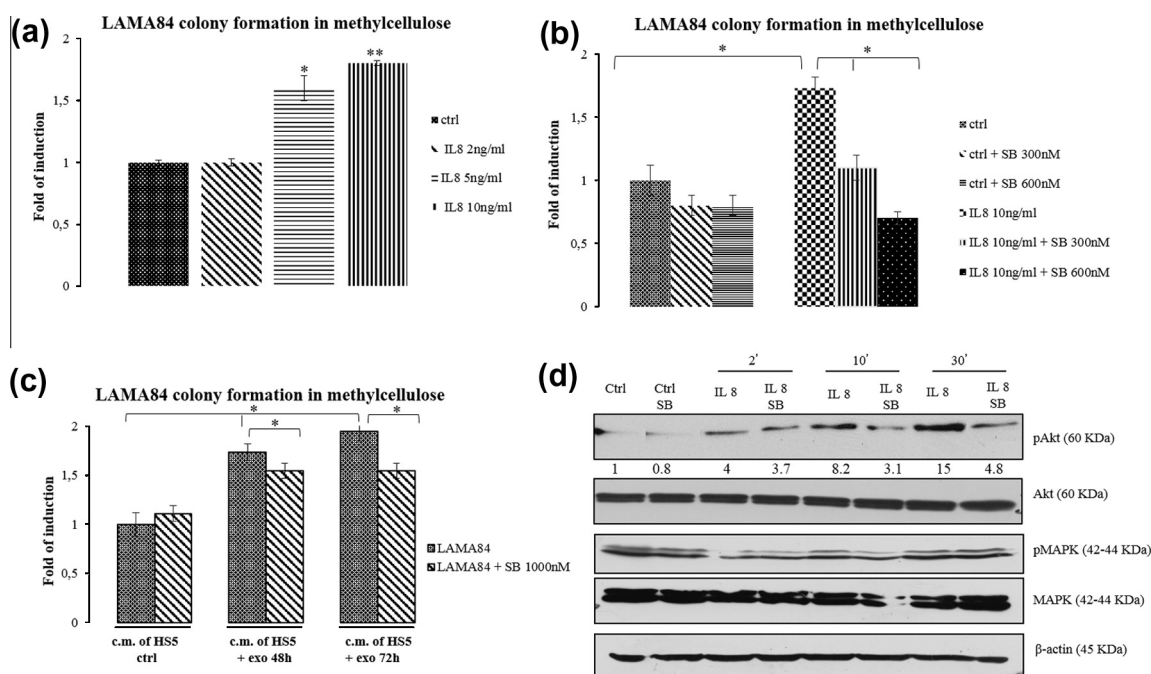 (a)
LAMA84 colony formation in methylcellulose
Fold of induction
2
1,5
1
0,5
0
*
**
ctrl
IL8 2ng/ml
IL8 5ng/ml
IL8 10ng/ml
(b)
LAMA84 colony formation in methylcellulose
Fold of induction
2
1,5
1
0,5
0
*
*
ctrl
ctrl + SB 300nM
ctrl + SB 600nM
IL8 10ng/ml
IL8 10ng/ml + SB 300nM
IL8 10ng/ml + SB 600nM
(c)
LAMA84 colony formation in methylcellulose
Fold of induction
2
1,5
1
0,5
0
*
*
*
LAMA84
LAMA84 + SB 1000nM
c.m. of HS5 ctrl
c.m. of HS5 + exo 48h
c.m. of HS5 + exo 72h
(d)
2' 10' 30'
Ctrl Ctrl SB IL 8 IL 8 SB IL 8 IL 8 SB IL 8 IL 8 SB
pAkt (60 KDa)
1 0.8 4 3.7 8.2 3.1 15 4.8
Akt (60 KDa)
pMAPK (42-44 KDa)
MAPK (42-44 KDa)
β-actin (45 KDa)